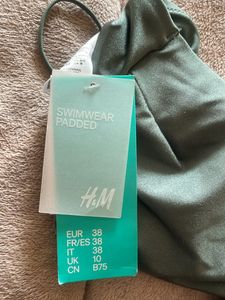 SWIMWEAR
PADDED
H&M
EUR 38
FR/ES 38
IT 38
UK 10
CN B75